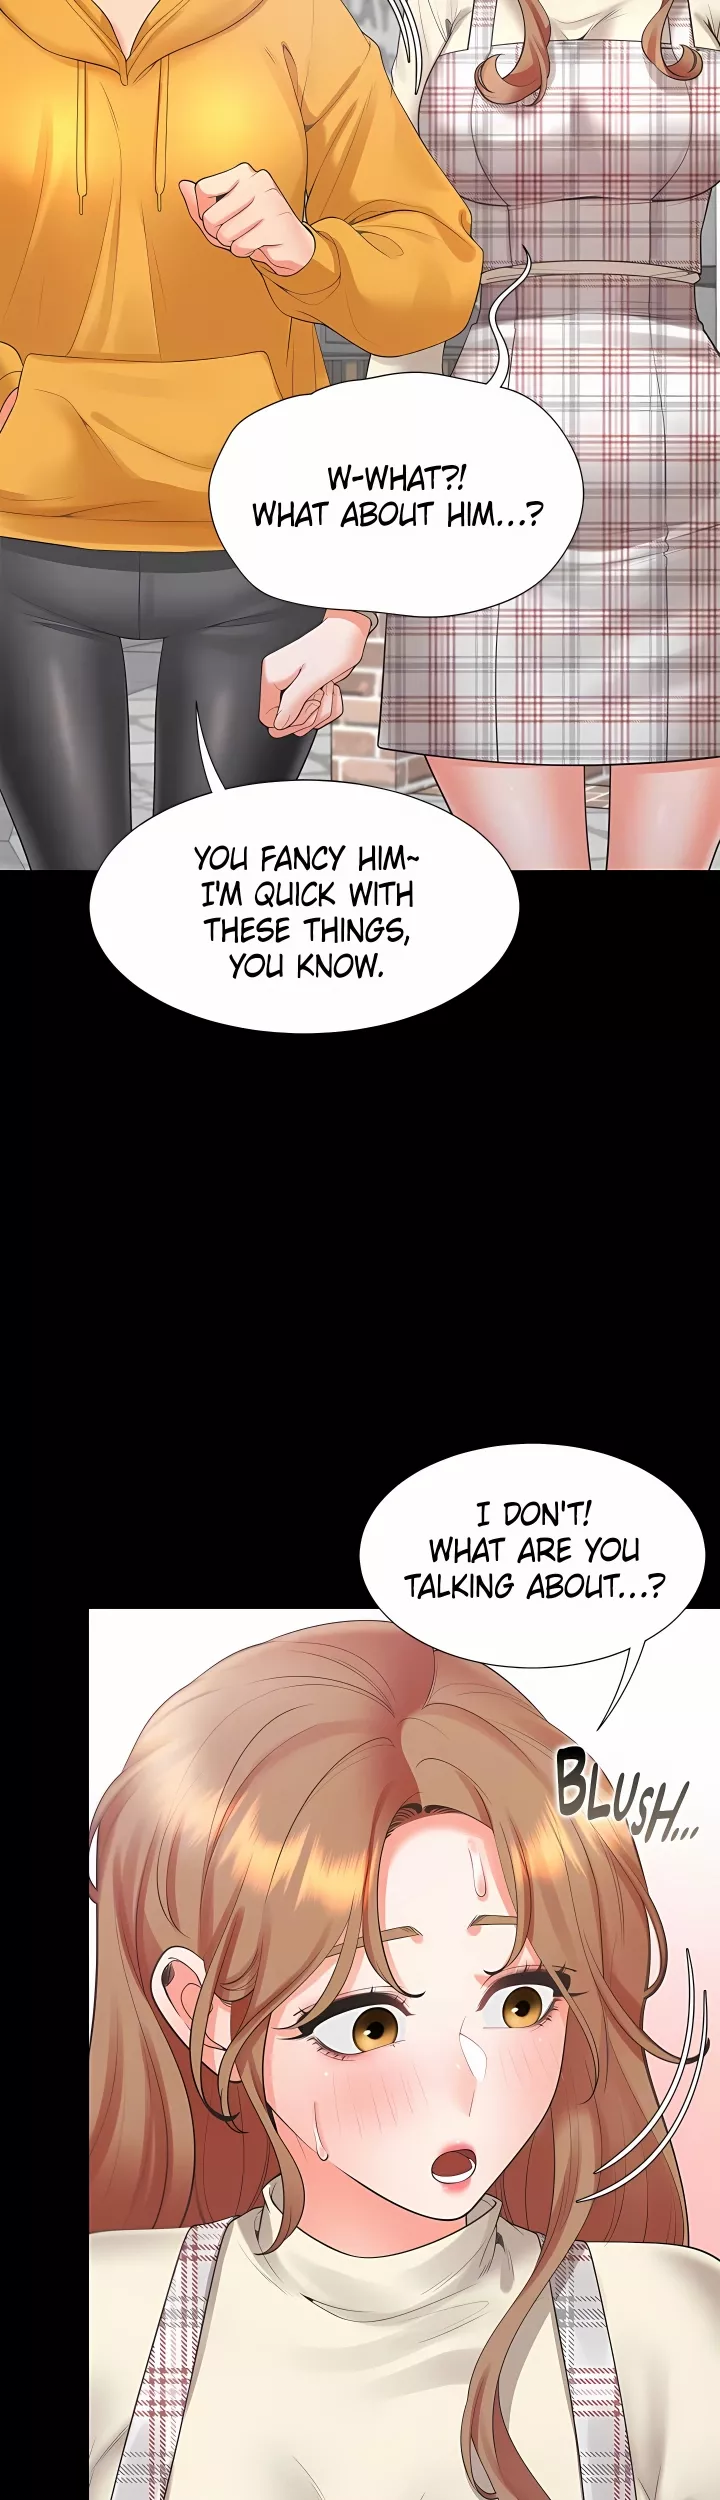 W-WHAT?!
WHAT ABOUT HIM...?
YOU FANCY HIM~
I'M QUICK WITH
THESE THINGS,
YOU KNOW.
I DON'T!
WHAT ARE YOU
TALKING ABOUT...?
BLUSH...